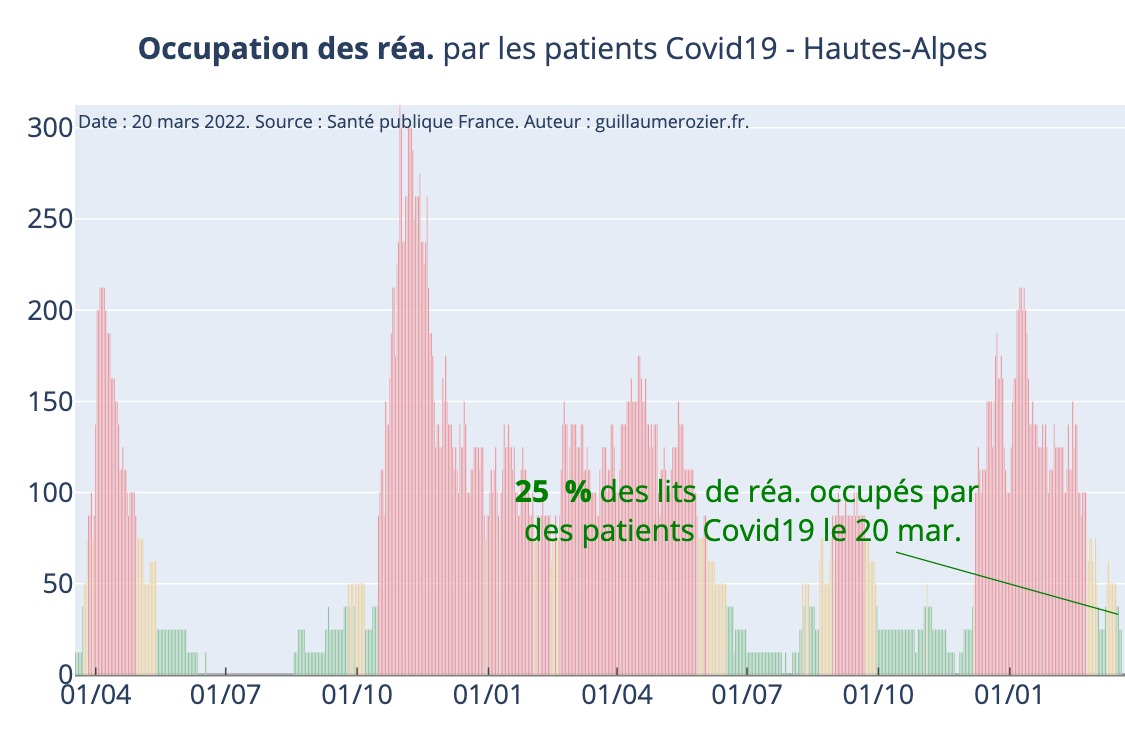 Occupation des réa. par les patients Covid19 - Hautes-Alpes
Date : 20 mars 2022. Source : Santé publique France. Auteur : guillaumerozier.fr.
300
250
200
150
100
50
0
25 % des lits de réa. occupés par
des patients Covid19 le 20 mar.
01/04 01/07 01/10 01/01 01/04 01/07 01/10 01/01